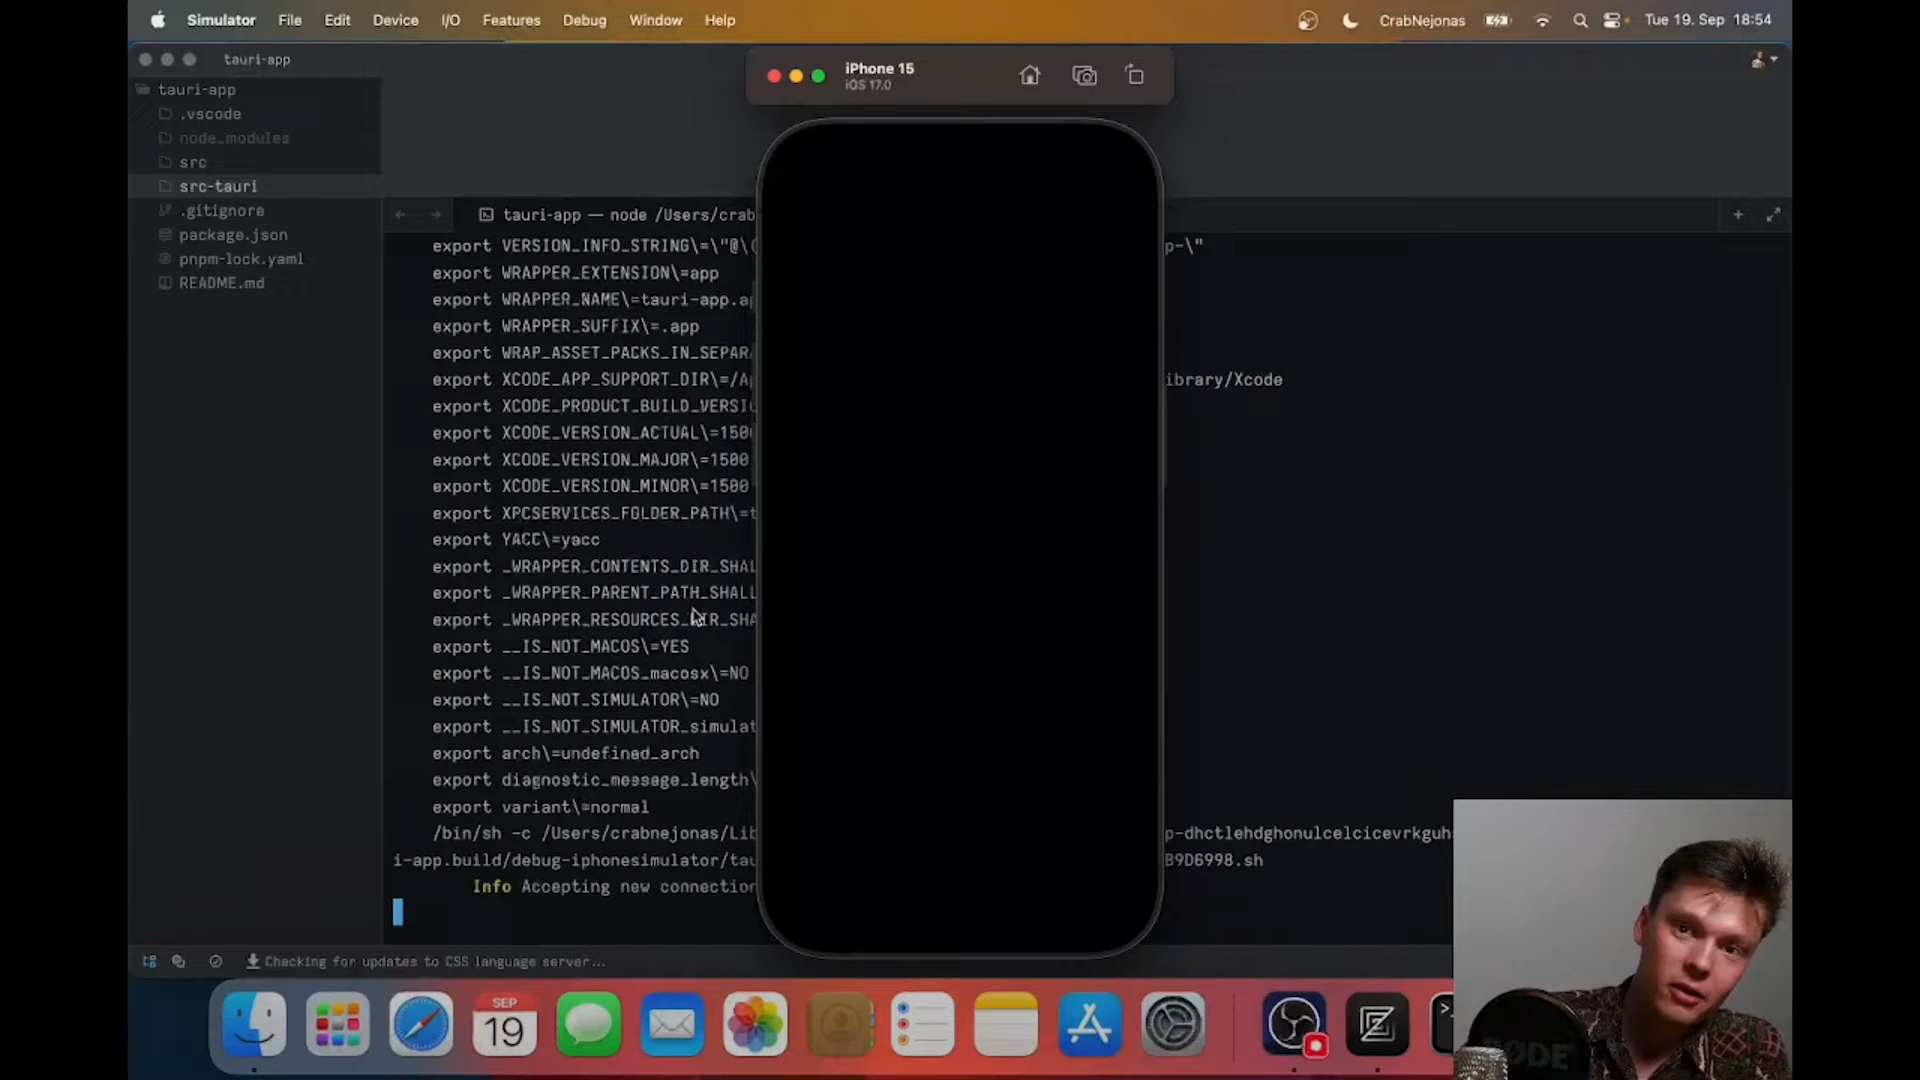 Simulator File Edit Device I/O Features Debug Window Help CrabNejonas Tue 19. Sep 18:54
tauri-app
iPhone 15
iOS 17.0
tauri-app
.vscode
node_modules
src
src-tauri
.gitignore
package.json
pnpm-lock.yaml
README.md
tauri-app — node /Users/crab
export VERSION_INFO_STRING\=\"@\( p-\"
export WRAPPER_EXTENSION\=app
export WRAPPER_NAME\=tauri-app.a
export WRAPPER_SUFFIX\=.app
export WRAP_ASSET_PACKS_IN_SEPAR
export XCODE_APP_SUPPORT_DIR\=/A ibrary/Xcode
export XCODE_PRODUCT_BUILD_VERSI
export XCODE_VERSION_ACTUAL\=150
export XCODE_VERSION_MAJOR\=1500
export XCODE_VERSION_MINOR\=1500
export XPCSERVICES_FOLDER_PATH\=t
export YACC\=yacc
export _WRAPPER_CONTENTS_DIR_SHAL
export _WRAPPER_PARENT_PATH_SHALL
export _WRAPPER_RESOURCES_DIR_SHA
export __IS_NOT_MACOS\=YES
export __IS_NOT_MACOS_macosx\=NO
export __IS_NOT_SIMULATOR\=NO
export __IS_NOT_SIMULATOR_simulat
export arch\=undefined_arch
export diagnostic_message_length\
export variant\=normal
/bin/sh -c /Users/crabnejonas/Lib p-dhctlehdghonulcelcicevrkguhs
i-app.build/debug-iphonesimulator/tau B9D6998.sh
Info Accepting new connection
Checking for updates to CSS language server...
SEP
19
RØDE